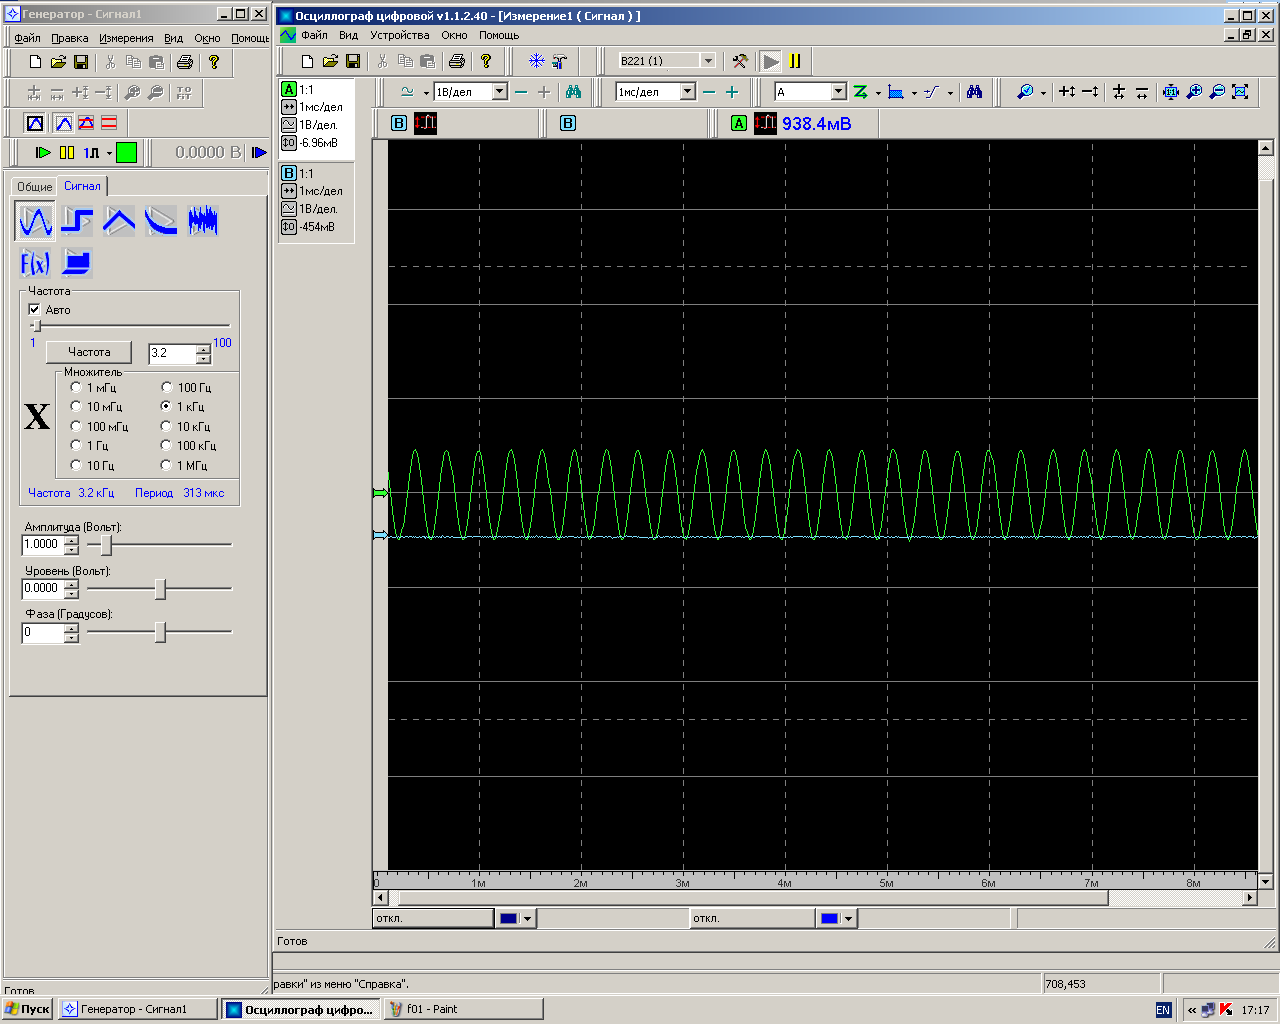 Генератор - Сигнал1
Файл Правка Измерения Вид Окно Помощь
0.0000 В
Общие Сигнал
F(x)
Частота
Авто
1 100
Частота 3.2
Множитель
X
1 мГц 100 Гц
10 мГц 1 кГц
100 мГц 10 кГц
1 Гц 100 кГц
10 Гц 1 МГц
Частота 3.2 кГц Период 313 мкс
Амплитуда (Вольт):
1.0000
Уровень (Вольт):
0.0000
Фаза (Градусов):
0
Готов
Осциллограф цифровой v1.1.2.40 - [Измерение1 ( Сигнал ) ]
Файл Вид Устройства Окно Помощь
B221 (1)
1В/дел 1мс/дел A
A 1:1
1мс/дел
1В/дел.
-6.96мВ
B 1:1
1мс/дел
1В/дел.
-454мВ
B B A 938.4мВ
0 1м 2м 3м 4м 5м 6м 7м 8м
откл. откл.
Готов
равки" из меню "Справка". 708,453
Пуск Генератор - Сигнал1 Осциллограф цифро... f01 - Paint EN « 17:17